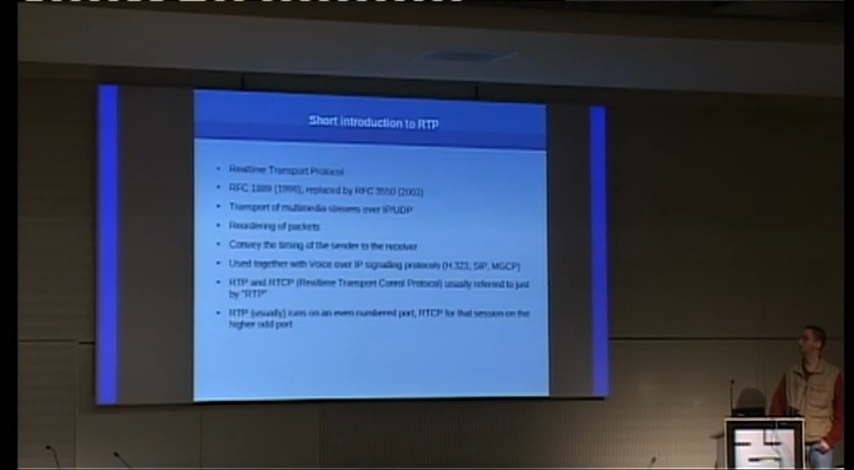 Short introduction to RTP
Realtime Transport Protocol
RFC 1889 (1996), replaced by RFC 3550 (2003)
Transport of multimedia streams over IP/UDP
Reordering of packets
Convey the timing of the sender to the receiver
Used together with Voice over IP signalling protocols (H.323, SIP, MGCP)
RTP and RTCP (Realtime Transport Control Protocol) usually referred to just
by "RTP"
RTP (usually) runs on an even numbered port, RTCP for that session on the
higher odd port